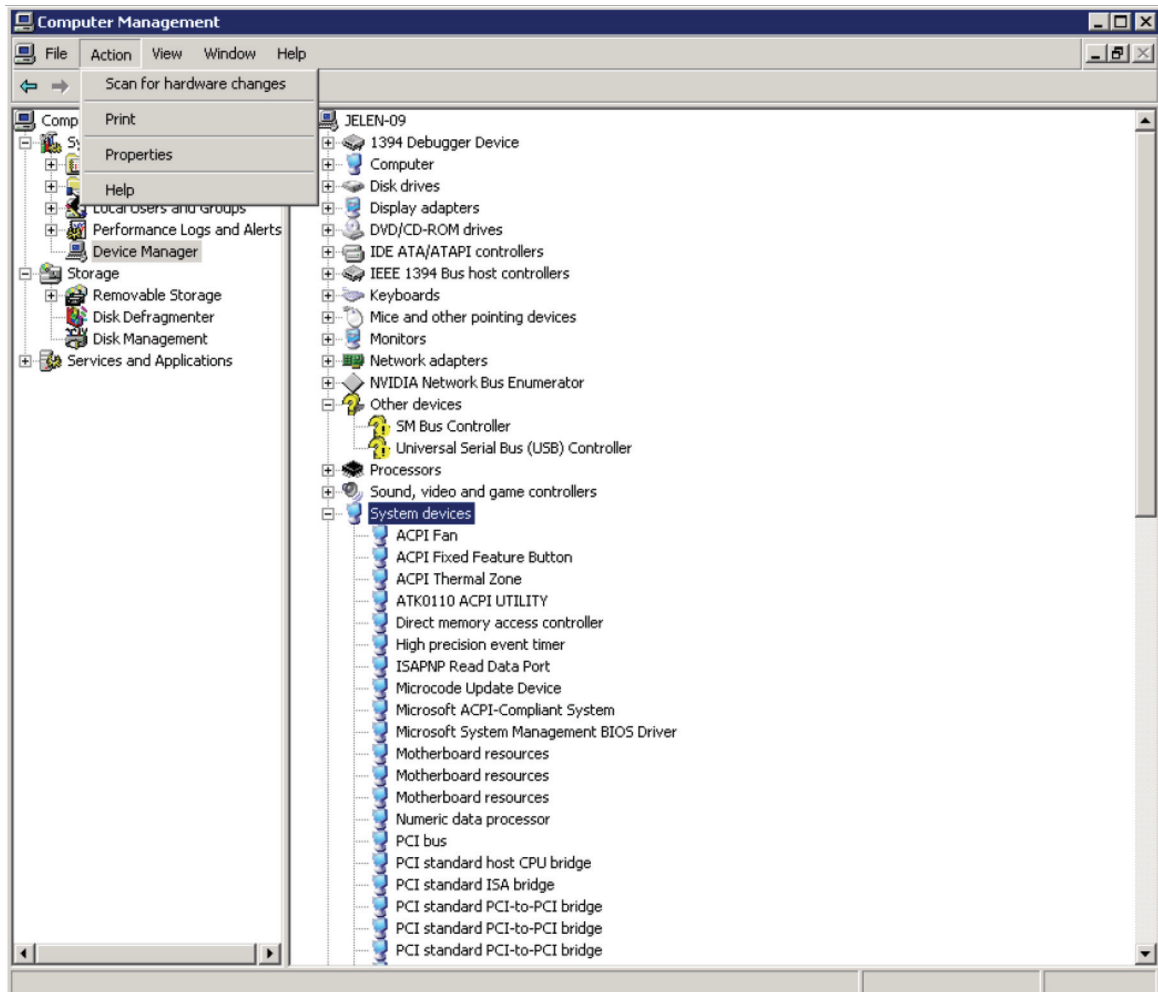 Computer Management
File Action View Window Help
Scan for hardware changes
Print
Properties
Help
Local Users and Groups
Performance Logs and Alerts
Device Manager
Storage
Removable Storage
Disk Defragmenter
Disk Management
Services and Applications
JELEN-09
1394 Debugger Device
Computer
Disk drives
Display adapters
DVD/CD-ROM drives
IDE ATA/ATAPI controllers
IEEE 1394 Bus host controllers
Keyboards
Mice and other pointing devices
Monitors
Network adapters
NVIDIA Network Bus Enumerator
Other devices
SM Bus Controller
Universal Serial Bus (USB) Controller
Processors
Sound, video and game controllers
System devices
ACPI Fan
ACPI Fixed Feature Button
ACPI Thermal Zone
ATK0110 ACPI UTILITY
Direct memory access controller
High precision event timer
ISAPNP Read Data Port
Microcode Update Device
Microsoft ACPI-Compliant System
Microsoft System Management BIOS Driver
Motherboard resources
Motherboard resources
Motherboard resources
Numeric data processor
PCI bus
PCI standard host CPU bridge
PCI standard ISA bridge
PCI standard PCI-to-PCI bridge
PCI standard PCI-to-PCI bridge
PCI standard PCI-to-PCI bridge